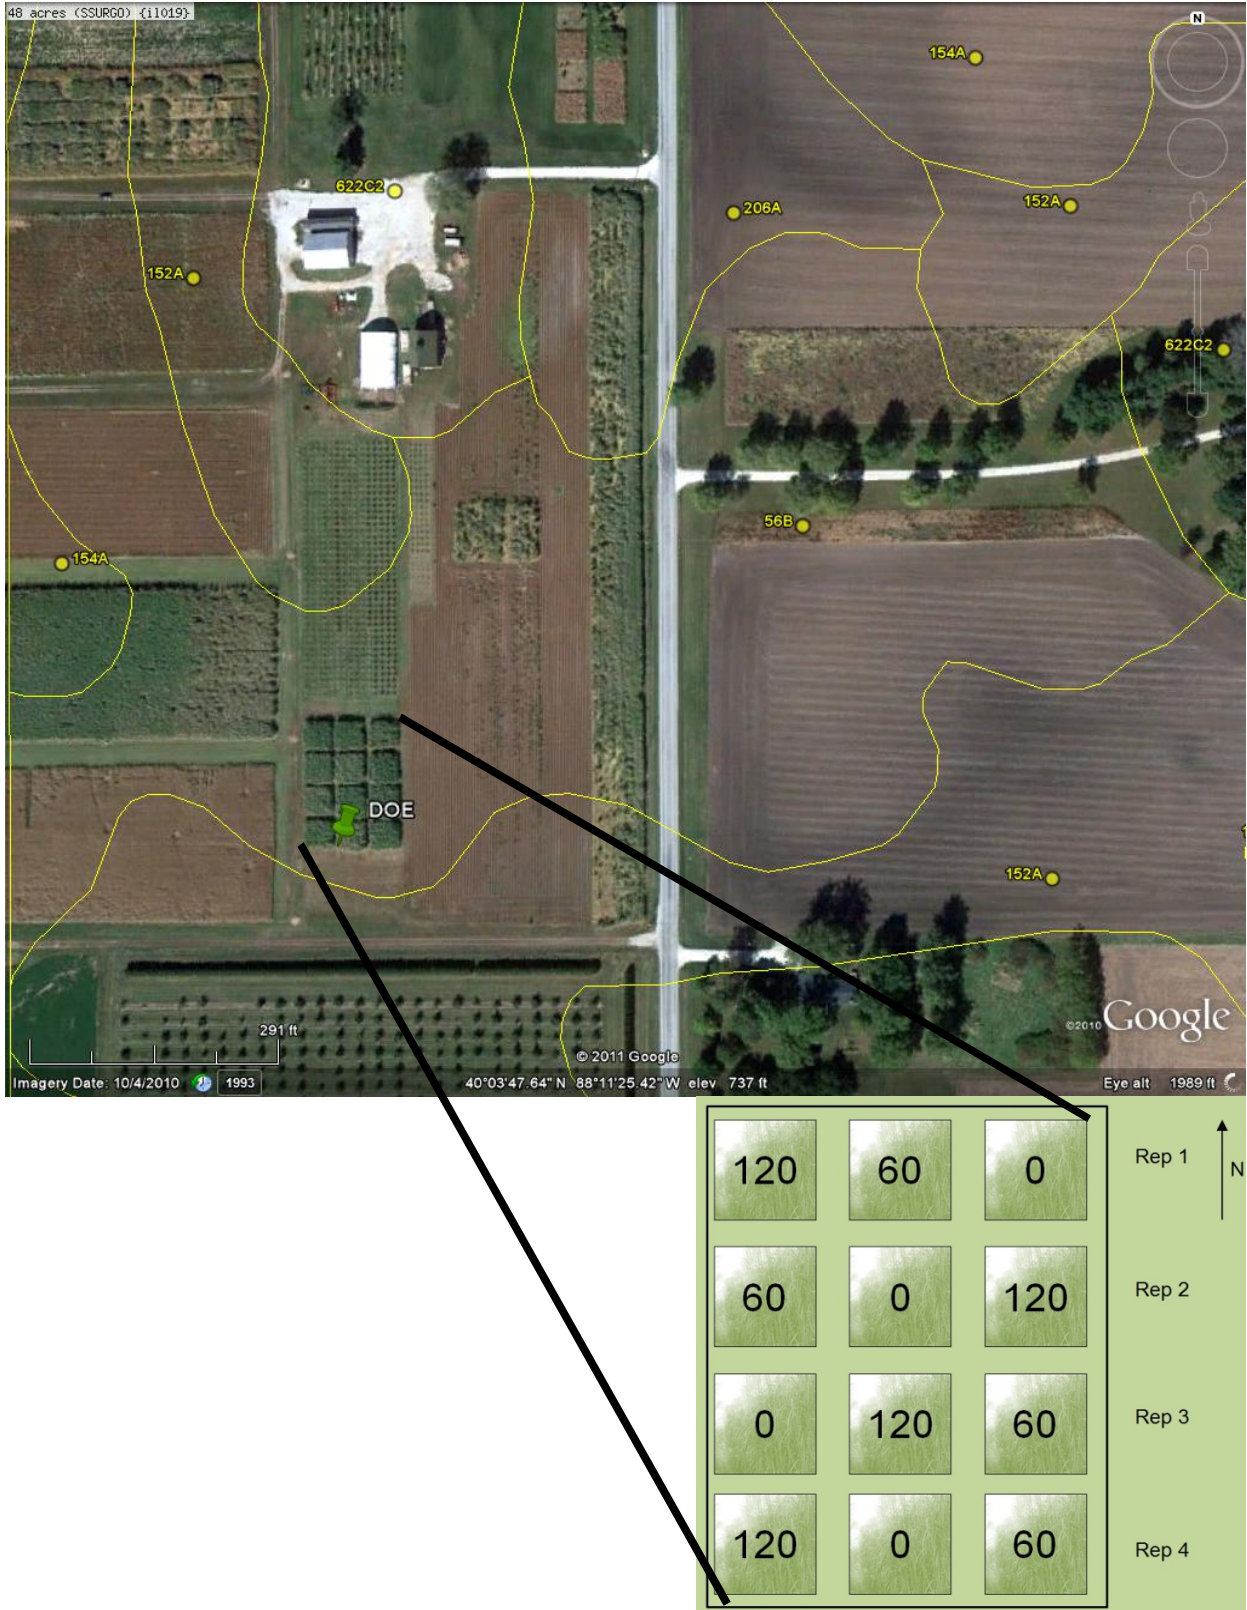 48 acres (SSURGO) {il019}
N
154A
622C2
206A
152A
152A
622C2
56B
154A
DOE
152A
291 ft
©2010 Google
© 2011 Google
Imagery Date: 10/4/2010 1993 40°03'47.64" N 88°11'25.42" W elev 737 ft Eye alt 1989 ft
120 60 0 Rep 1 N
60 0 120 Rep 2
0 120 60 Rep 3
120 0 60 Rep 4